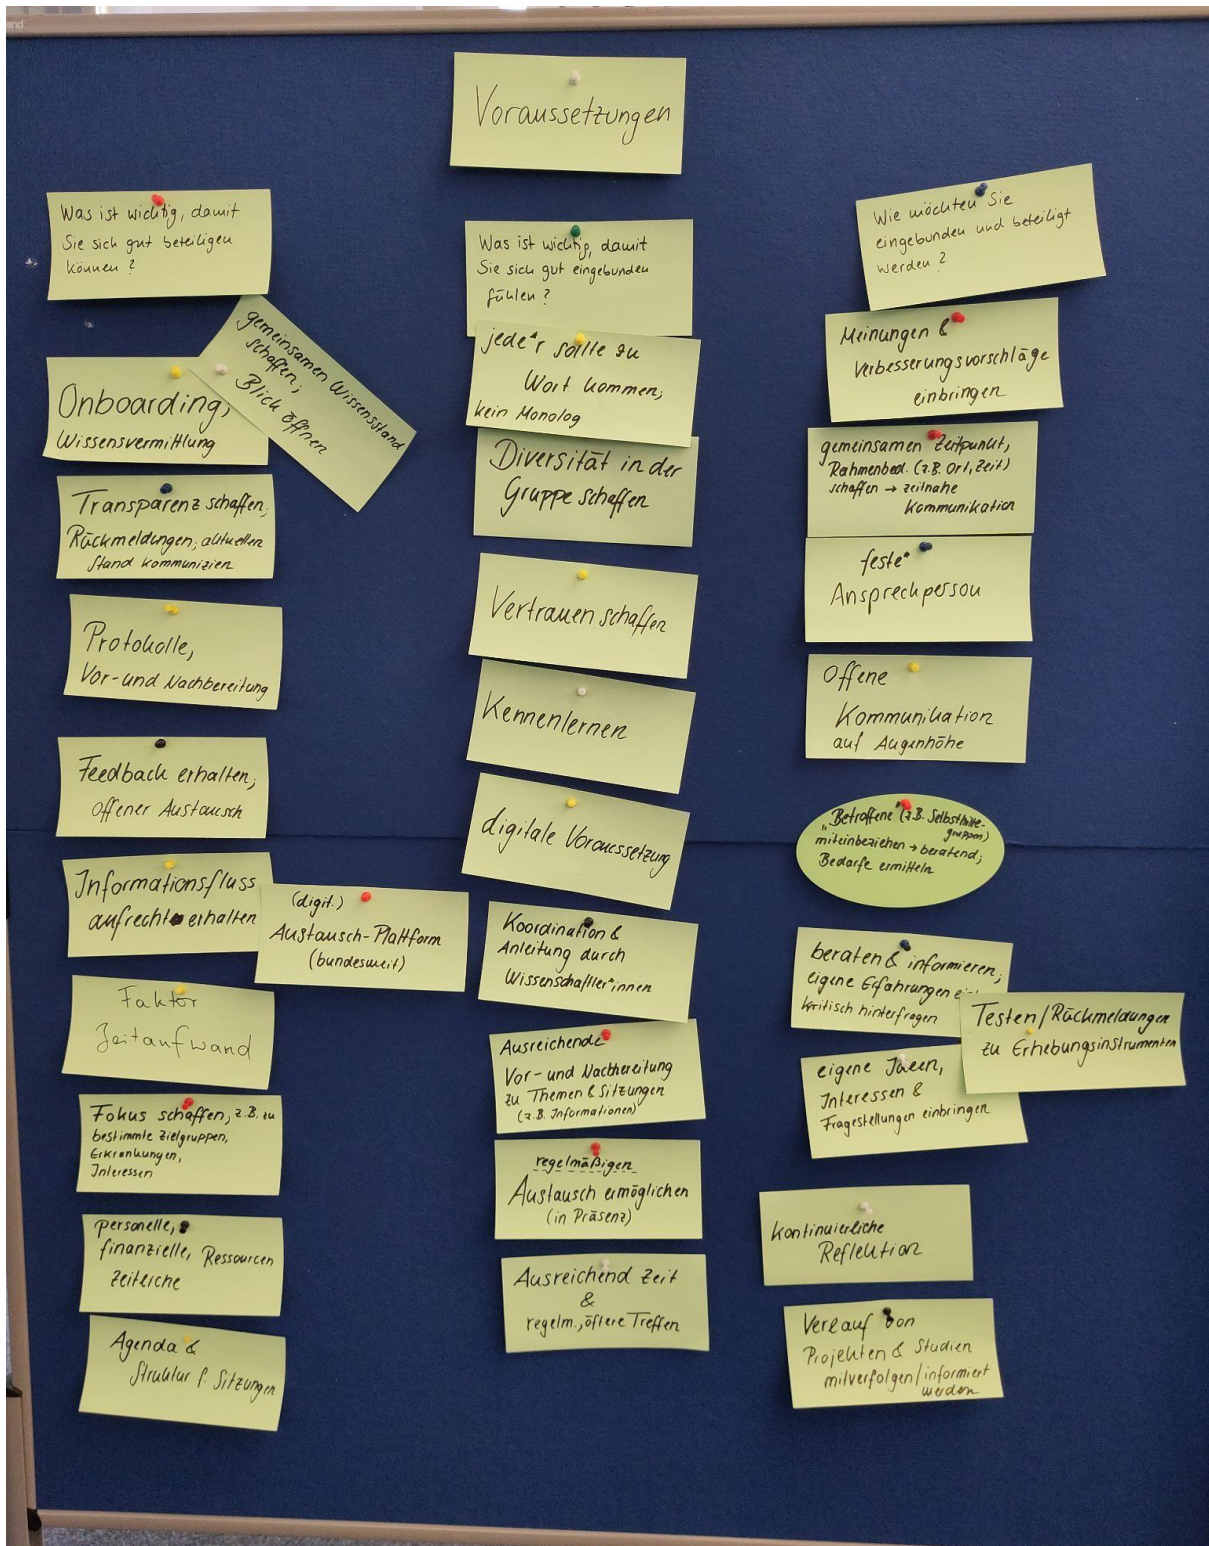 and
Voraussetzungen
Was ist wichtig, damit
Sie sich gut beteiligen
können?
gemeinsamen Wissensstand
schaffen;
Blick öffnen
Onboarding,
Wissensvermittlung
Transparenz schaffen,
Rückmeldungen, aktuellen
Stand kommunizien
Protokolle,
Vor- und Nachbereitung
Feedback erhalten,
Offener Austausch
Informationsfluss
aufrecht erhalten
(digit.)
Austausch-Plattform
(bundesweit)
Faktor
Zeitaufwand
Fokus schaffen, z.B. zu
bestimmte Zielgruppen,
Erkrankungen,
Interessen
personelle,
finanzielle, Ressourcen
zeitliche
Agenda &
Struktur f. Sitzungen
Was ist wichtig, damit
Sie sich gut eingebunden
fühlen?
jede*r sollte zu
Wort kommen;
kein Monolog
Diversität in der
Gruppe schaffen
Vertrauen schaffen
Kennenlernen
digitale Voraussetzung
Koordination &
Anleitung durch
Wissenschaftler*innen
Ausreichende
Vor- und Nachbereitung
zu Themen & Sitzungen
(z.B. Informationen)
regelmäßigen
Austausch ermöglichen
(in Präsenz)
Ausreichend Zeit
&
regelm., öftere Treffen
Wie möchten Sie
eingebunden und beteiligt
werden?
Meinungen &
Verbesserungsvorschläge
einbringen
gemeinsamen Zeitpunkt,
Rahmenbed. (z.B. Ort, Zeit)
schaffen → zeitnahe
Kommunikation
feste*
Ansprechperson
Offene
Kommunikation
auf Augenhöhe
"Betroffene (z.B. Selbsthilfe-
gruppen)
miteinbeziehen → beratend;
Bedarfe ermitteln
beraten & informieren,
eigene Erfahrungen
kritisch hinterfragen
Testen/Rückmeldungen
zu Erhebungsinstrumenten
eigene Ideen,
Interessen &
Fragestellungen einbringen
kontinuierliche
Reflektion
Verlauf von
Projekten & Studien
mitverfolgen/informiert
werden